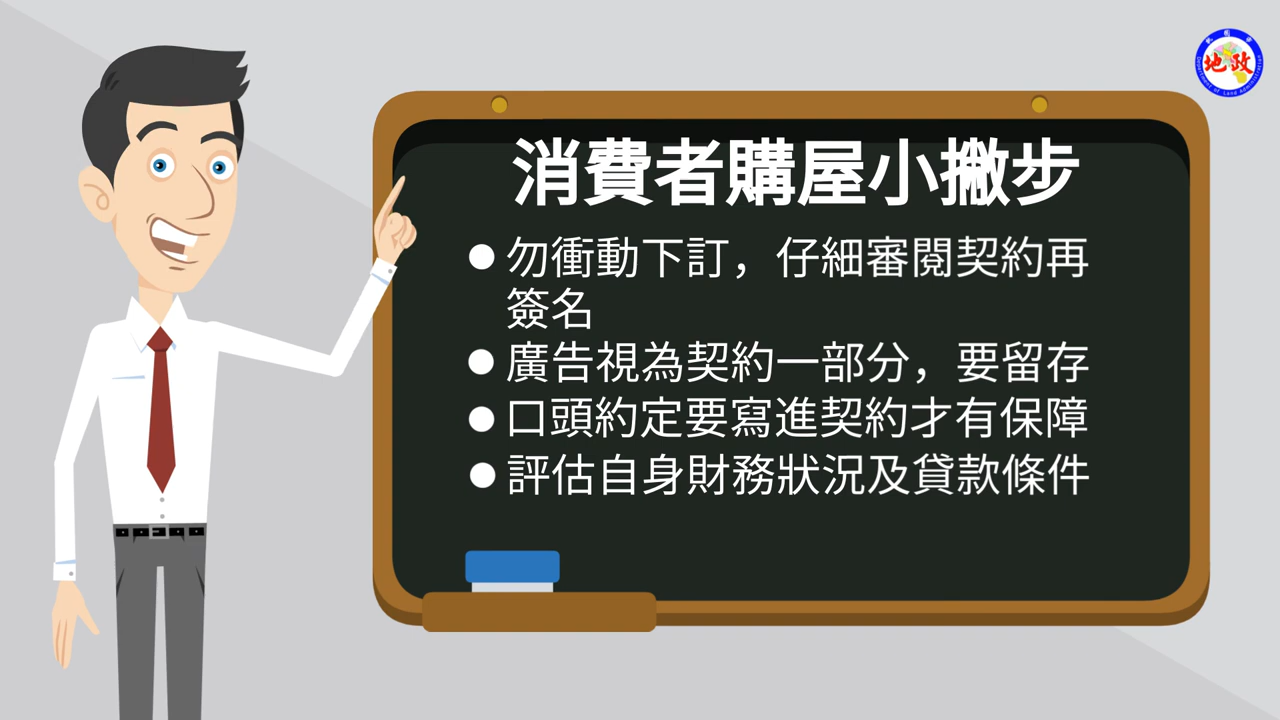 地政
消費者購屋小撇步
勿衝動下訂，仔細審閱契約再
簽名
廣告視為契約一部分，要留存
口頭約定要寫進契約才有保障
評估自身財務狀況及貸款條件